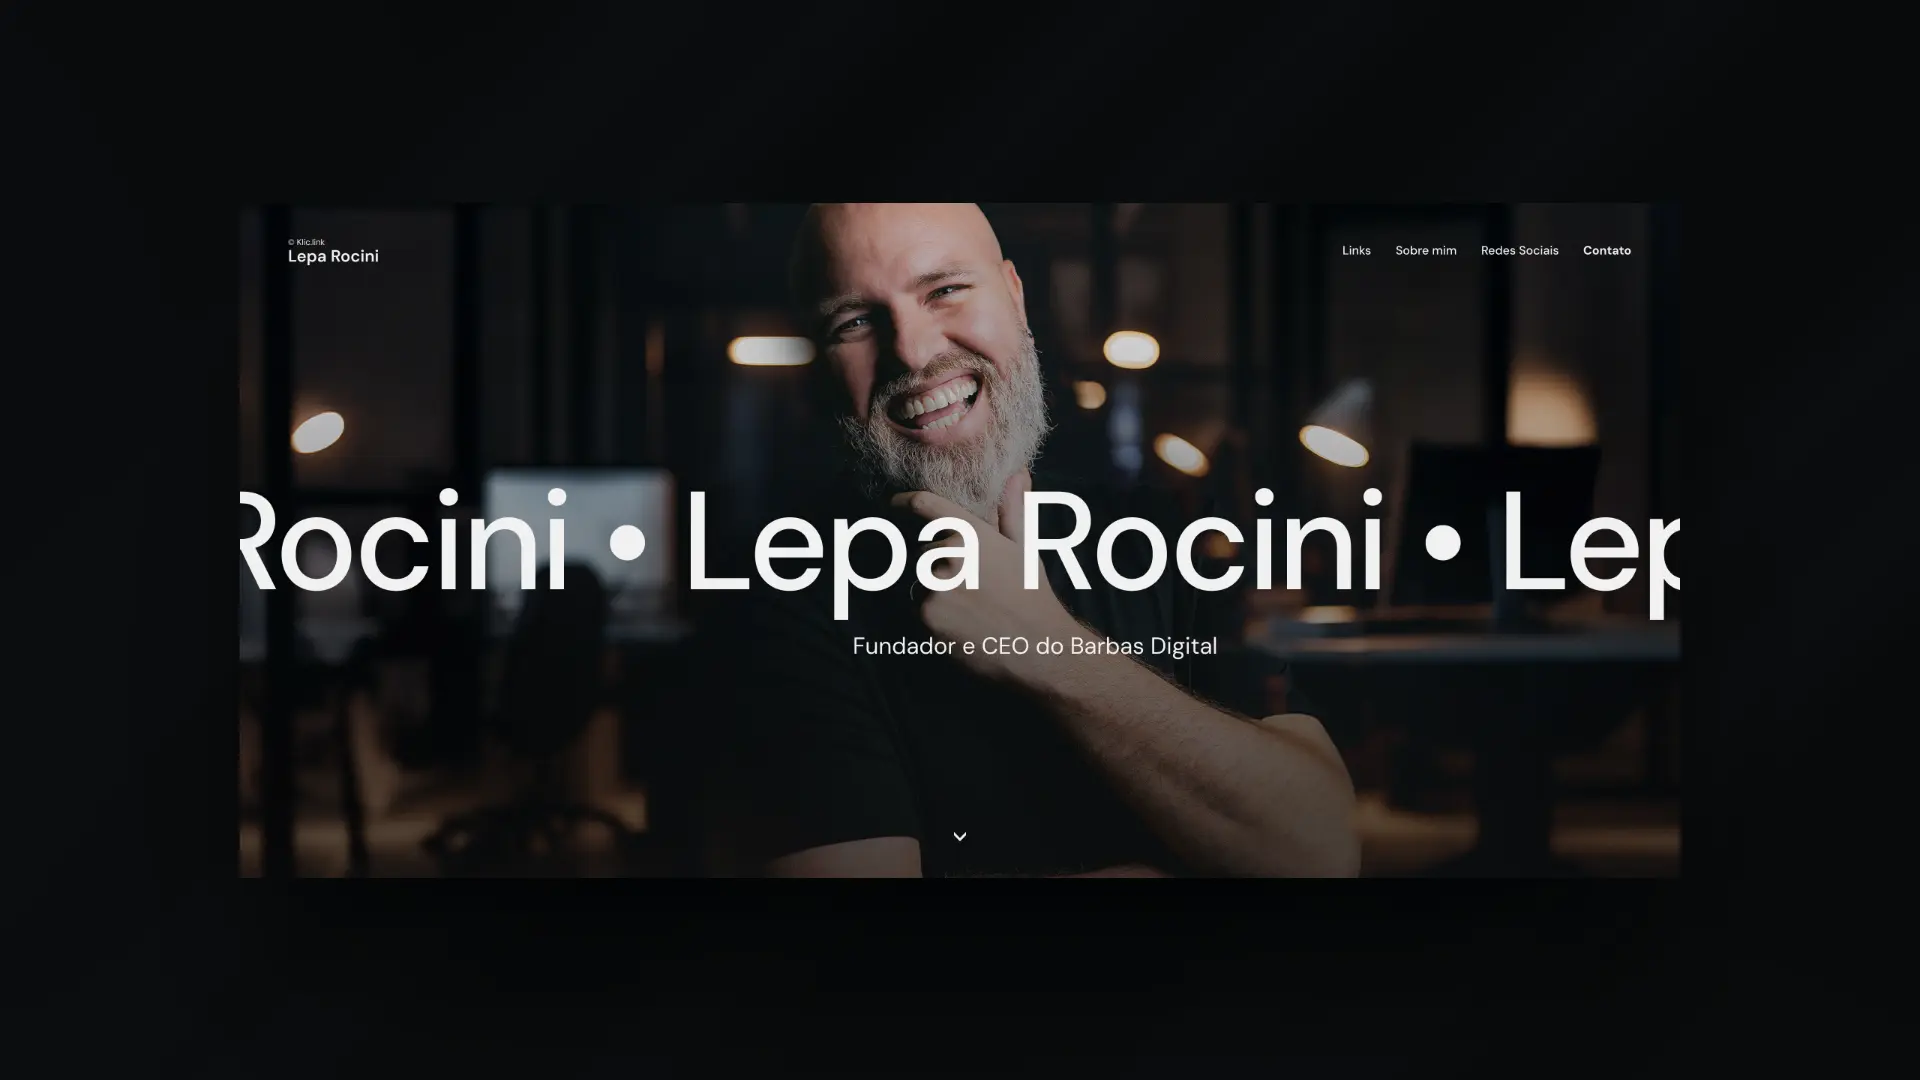 © Klic.link
Lepa Rocini
Links Sobre mim Redes Sociais Contato
Rocini • Lepa Rocini • Lep
Fundador e CEO do Barbas Digital